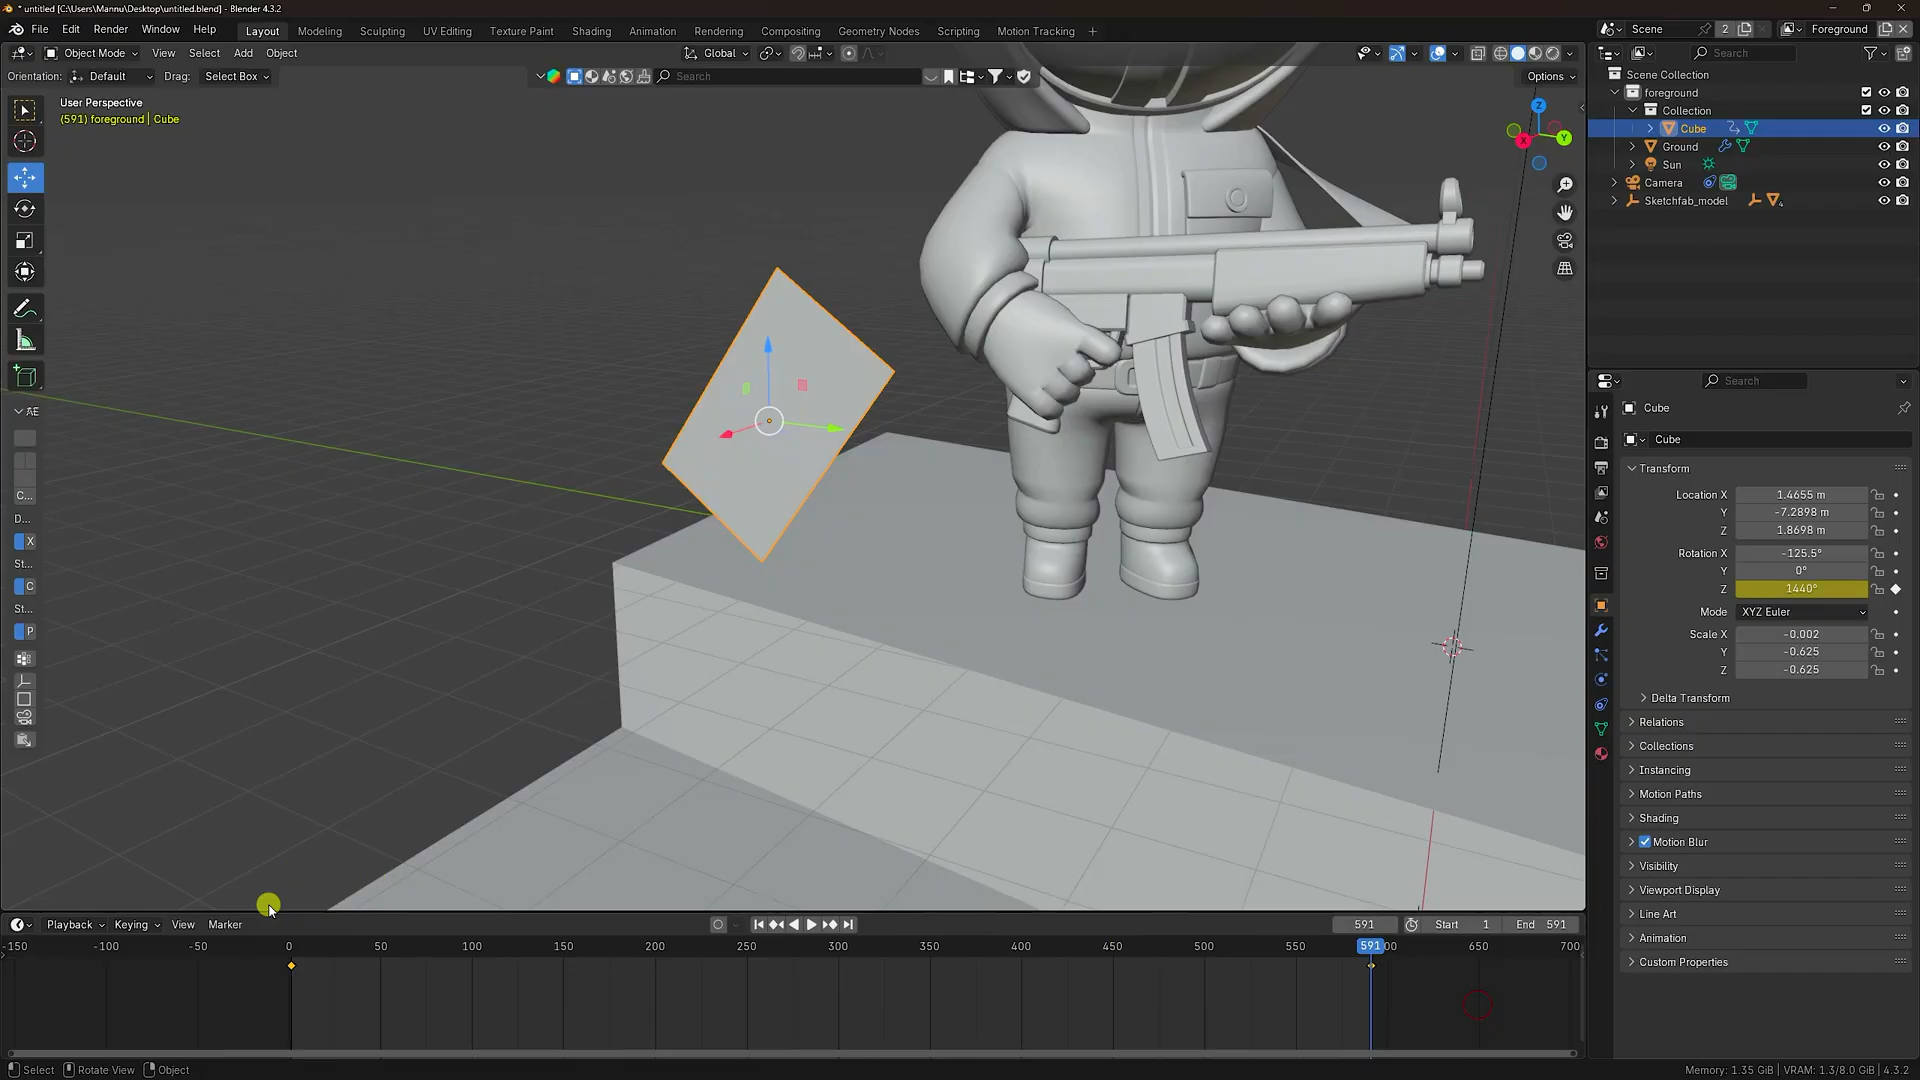 * untitled [C:\Users\Mannu\Desktop\untitled.blend] - Blender 4.3.2
File Edit Render Window Help Layout Modeling Sculpting UV Editing Texture Paint Shading Animation Rendering Compositing Geometry Nodes Scripting Motion Tracking + Scene 2 Foreground
Object Mode View Select Add Object Global Search
Orientation: Default Drag: Select Box Search Options
User Perspective
(591) foreground | Cube
Z
Y
X
AE
C...
D...
X
St...
C
St...
P
Scene Collection
foreground
Collection
Cube
Ground
Sun
Camera
Sketchfab_model 4
Search
Cube
Cube
Transform
Location X 1.4655 m
Y -7.2898 m
Z 1.8698 m
Rotation X -125.5°
Y 0°
Z 1440°
Mode XYZ Euler
Scale X -0.002
Y -0.625
Z -0.625
Delta Transform
Relations
Collections
Instancing
Motion Paths
Shading
Motion Blur
Visibility
Viewport Display
Line Art
Animation
Custom Properties
Playback Keying View Marker 591 Start 1 End 591
-150 -100 -50 0 50 100 150 200 250 300 350 400 450 500 550 591 00 650 700
Select Rotate View Object Memory: 1.35 GiB | VRAM: 1.3/8.0 GiB | 4.3.2